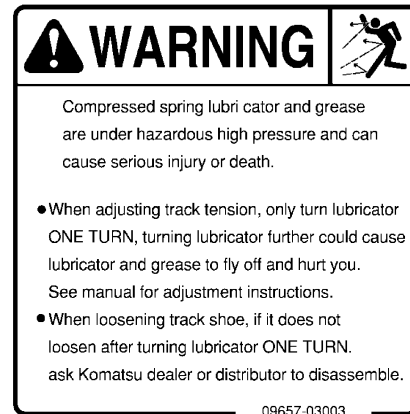 WARNING
Compressed spring lubri cator and grease
are under hazardous high pressure and can
cause serious injury or death.
●When adjusting track tension, only turn lubricator
ONE TURN, turning lubricator further could cause
lubricator and grease to fly off and hurt you.
See manual for adjustment instructions.
●When loosening track shoe, if it does not
loosen after turning lubricator ONE TURN.
ask Komatsu dealer or distributor to disassemble.
09657-03003